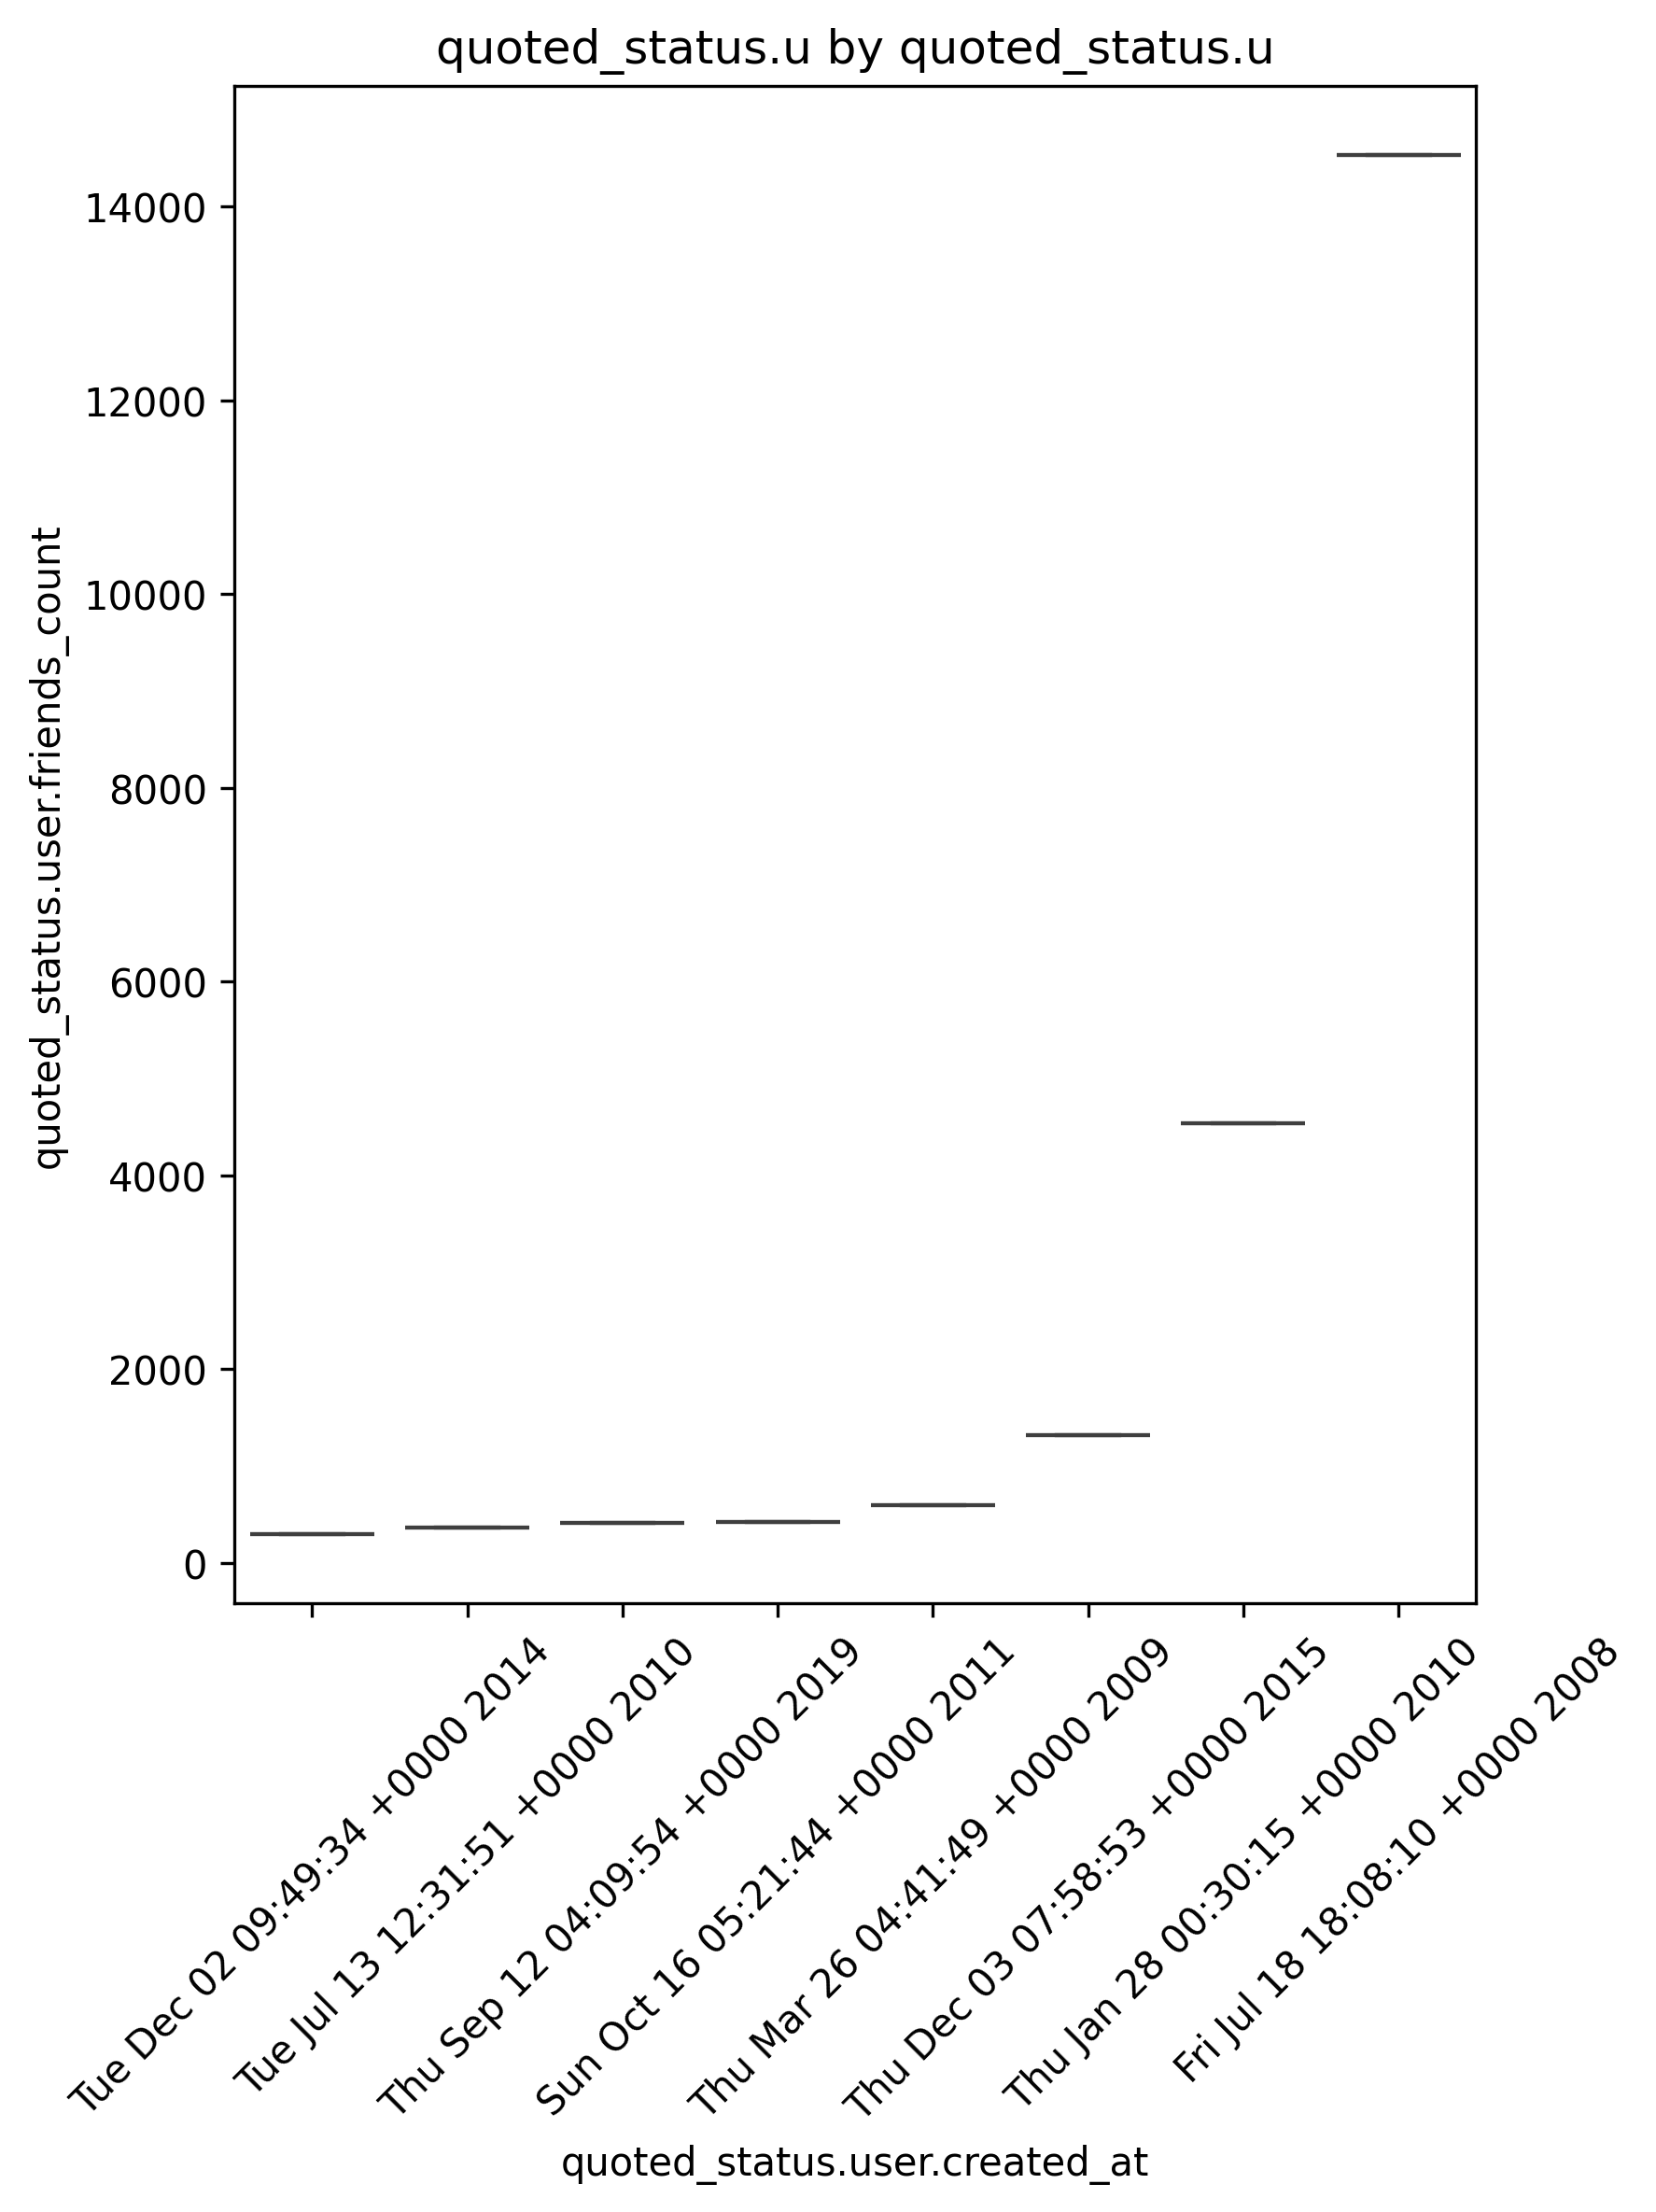 quoted_status.u by quoted_status.u
quoted_status.user.friends_count
14000
12000
10000
8000
6000
4000
2000
0
Tue Dec 02 09:49:34 +0000 2014
Tue Jul 13 12:31:51 +0000 2010
Thu Sep 12 04:09:54 +0000 2019
Sun Oct 16 05:21:44 +0000 2011
Thu Mar 26 04:41:49 +0000 2009
Thu Dec 03 07:58:53 +0000 2015
Thu Jan 28 00:30:15 +0000 2010
Fri Jul 18 18:08:10 +0000 2008
quoted_status.user.created_at